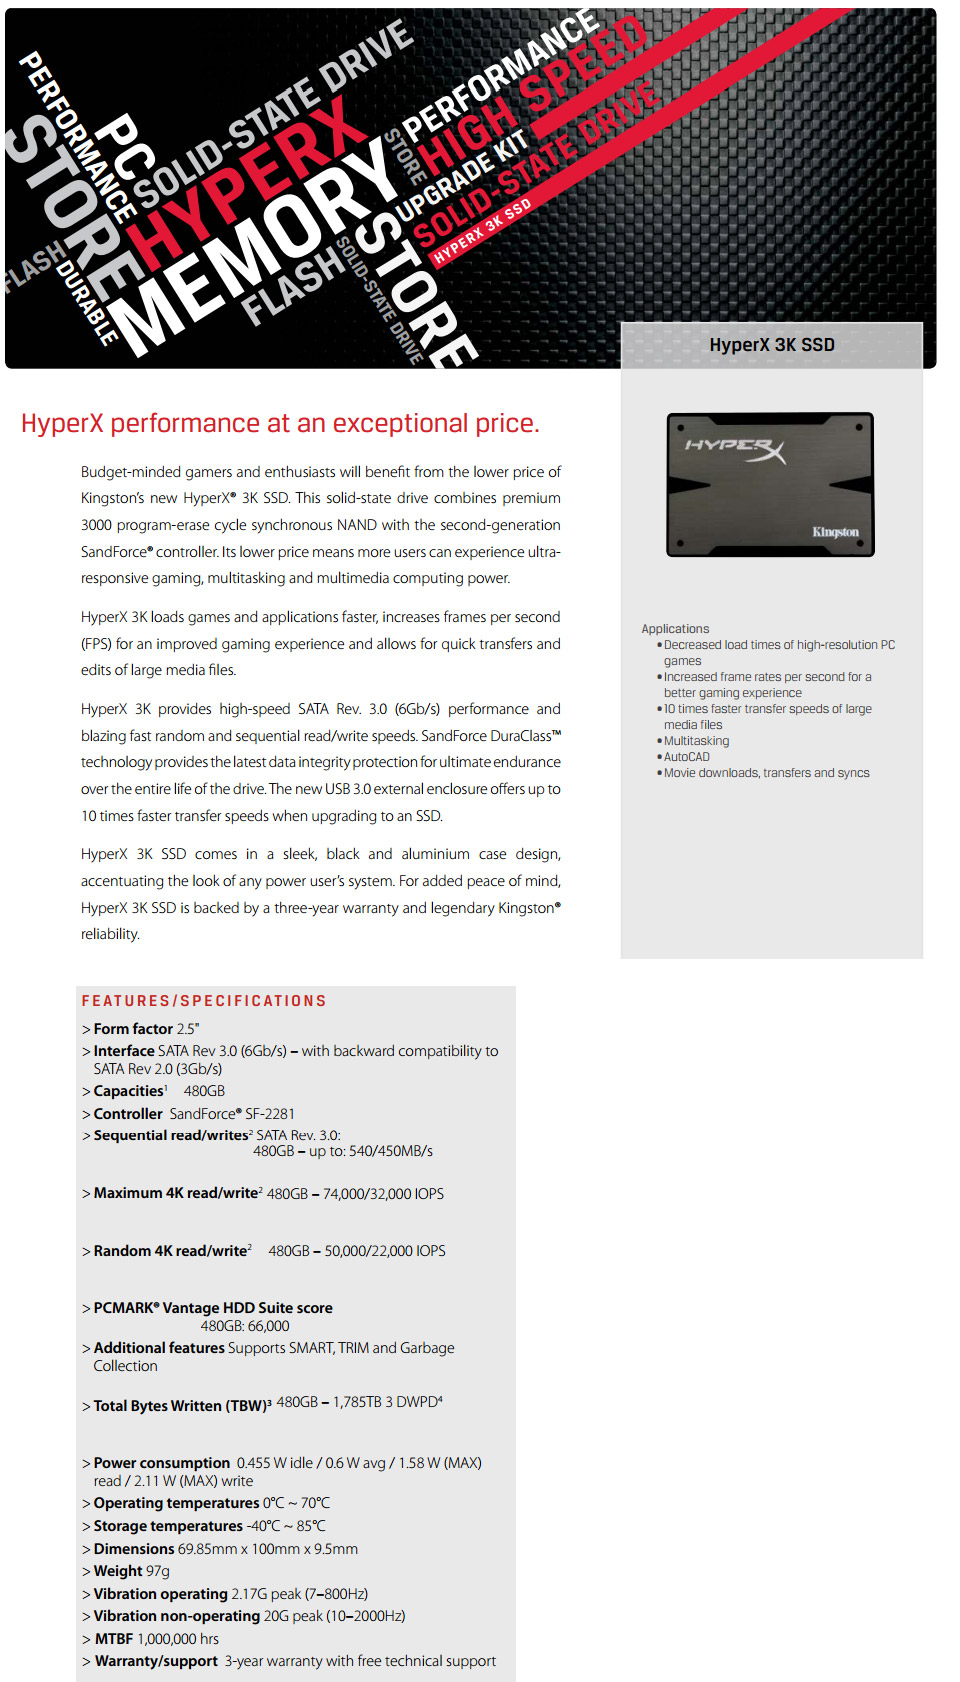 PERFORMANCE
PC
STORE
SOLID-STATE DRIVE
HYPERX
MEMORY
FLASH
DURABLE
FLASH
STORE
SOLID-STATE DRIVE
STORE
PERFORMANCE
HIGH SPEED
UPGRADE KIT
SOLID-STATE DRIVE
HYPERX 3K SSD
HyperX 3K SSD
HyperX performance at an exceptional price.
Budget-minded gamers and enthusiasts will benefit from the lower price of
Kingston's new HyperX® 3K SSD. This solid-state drive combines premium
3000 program-erase cycle synchronous NAND with the second-generation
SandForce® controller. Its lower price means more users can experience ultra-
responsive gaming, multitasking and multimedia computing power.
HyperX 3K loads games and applications faster, increases frames per second
(FPS) for an improved gaming experience and allows for quick transfers and
edits of large media files.
HyperX 3K provides high-speed SATA Rev. 3.0 (6Gb/s) performance and
blazing fast random and sequential read/write speeds. SandForce DuraClass™
technology provides the latest data integrity protection for ultimate endurance
over the entire life of the drive. The new USB 3.0 external enclosure offers up to
10 times faster transfer speeds when upgrading to an SSD.
HyperX 3K SSD comes in a sleek, black and aluminium case design,
accentuating the look of any power user's system. For added peace of mind,
HyperX 3K SSD is backed by a three-year warranty and legendary Kingston®
reliability.
HYPERX
Kingston
Applications
• Decreased load times of high-resolution PC
games
• Increased frame rates per second for a
better gaming experience
• 10 times faster transfer speeds of large
media files
• Multitasking
• AutoCAD
• Movie downloads, transfers and syncs
FEATURES/SPECIFICATIONS
> Form factor 2.5"
> Interface SATA Rev 3.0 (6Gb/s) – with backward compatibility to
SATA Rev 2.0 (3Gb/s)
> Capacities¹ 480GB
> Controller SandForce® SF-2281
> Sequential read/writes² SATA Rev. 3.0:
480GB – up to: 540/450MB/s
> Maximum 4K read/write² 480GB – 74,000/32,000 IOPS
> Random 4K read/write² 480GB – 50,000/22,000 IOPS
> PCMARK® Vantage HDD Suite score
480GB: 66,000
> Additional features Supports SMART, TRIM and Garbage
Collection
> Total Bytes Written (TBW)³ 480GB – 1,785TB 3 DWPD⁴
> Power consumption 0.455 W idle / 0.6 W avg / 1.58 W (MAX)
read / 2.11 W (MAX) write
> Operating temperatures 0°C ~ 70°C
> Storage temperatures -40°C ~ 85°C
> Dimensions 69.85mm x 100mm x 9.5mm
> Weight 97g
> Vibration operating 2.17G peak (7–800Hz)
> Vibration non-operating 20G peak (10–2000Hz)
> MTBF 1,000,000 hrs
> Warranty/support 3-year warranty with free technical support